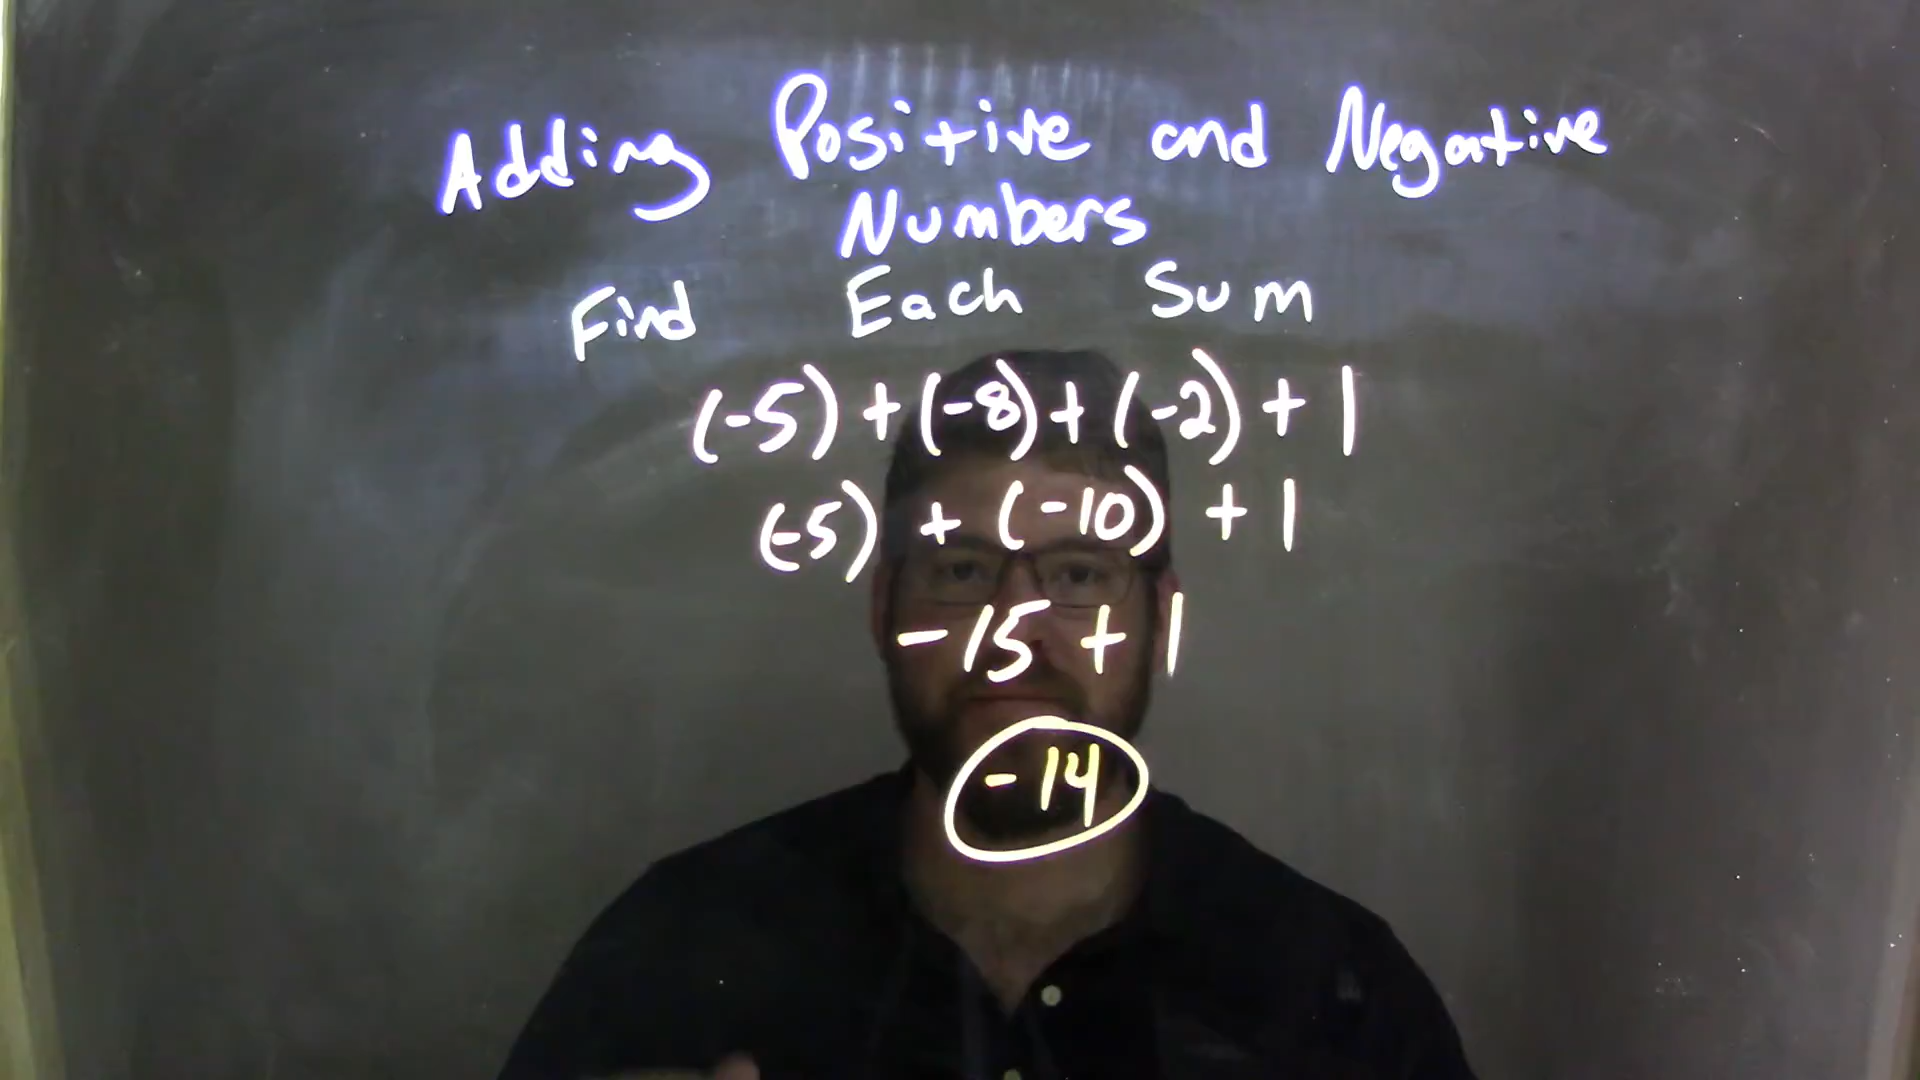 Adding Positive and Negative
Numbers
Find Each Sum
(-5) + (-8) + (-2) + 1
(-5) + (-10) + 1
-15 + 1
-14